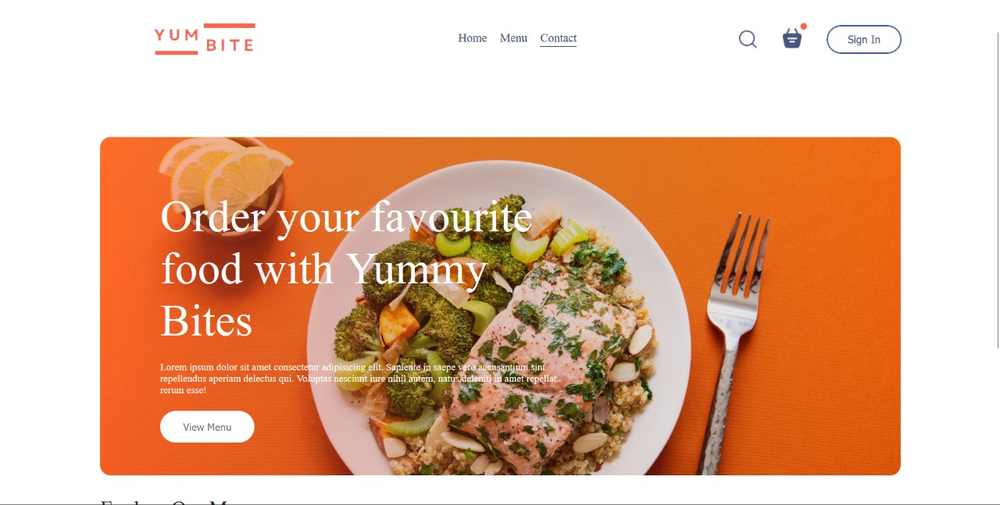 YUM
BITE
Home Menu Contact
Sign In
Order your favourite
food with Yummy
Bites
Lorem ipsum dolor sit amet consectetur adipisicing elit. Sapiente in saepe vero accusantium sint
repellendus aperiam delectus qui. Voluptas nesciunt iure nihil autem, natus deleniti in amet repellat
rerum esse!
View Menu